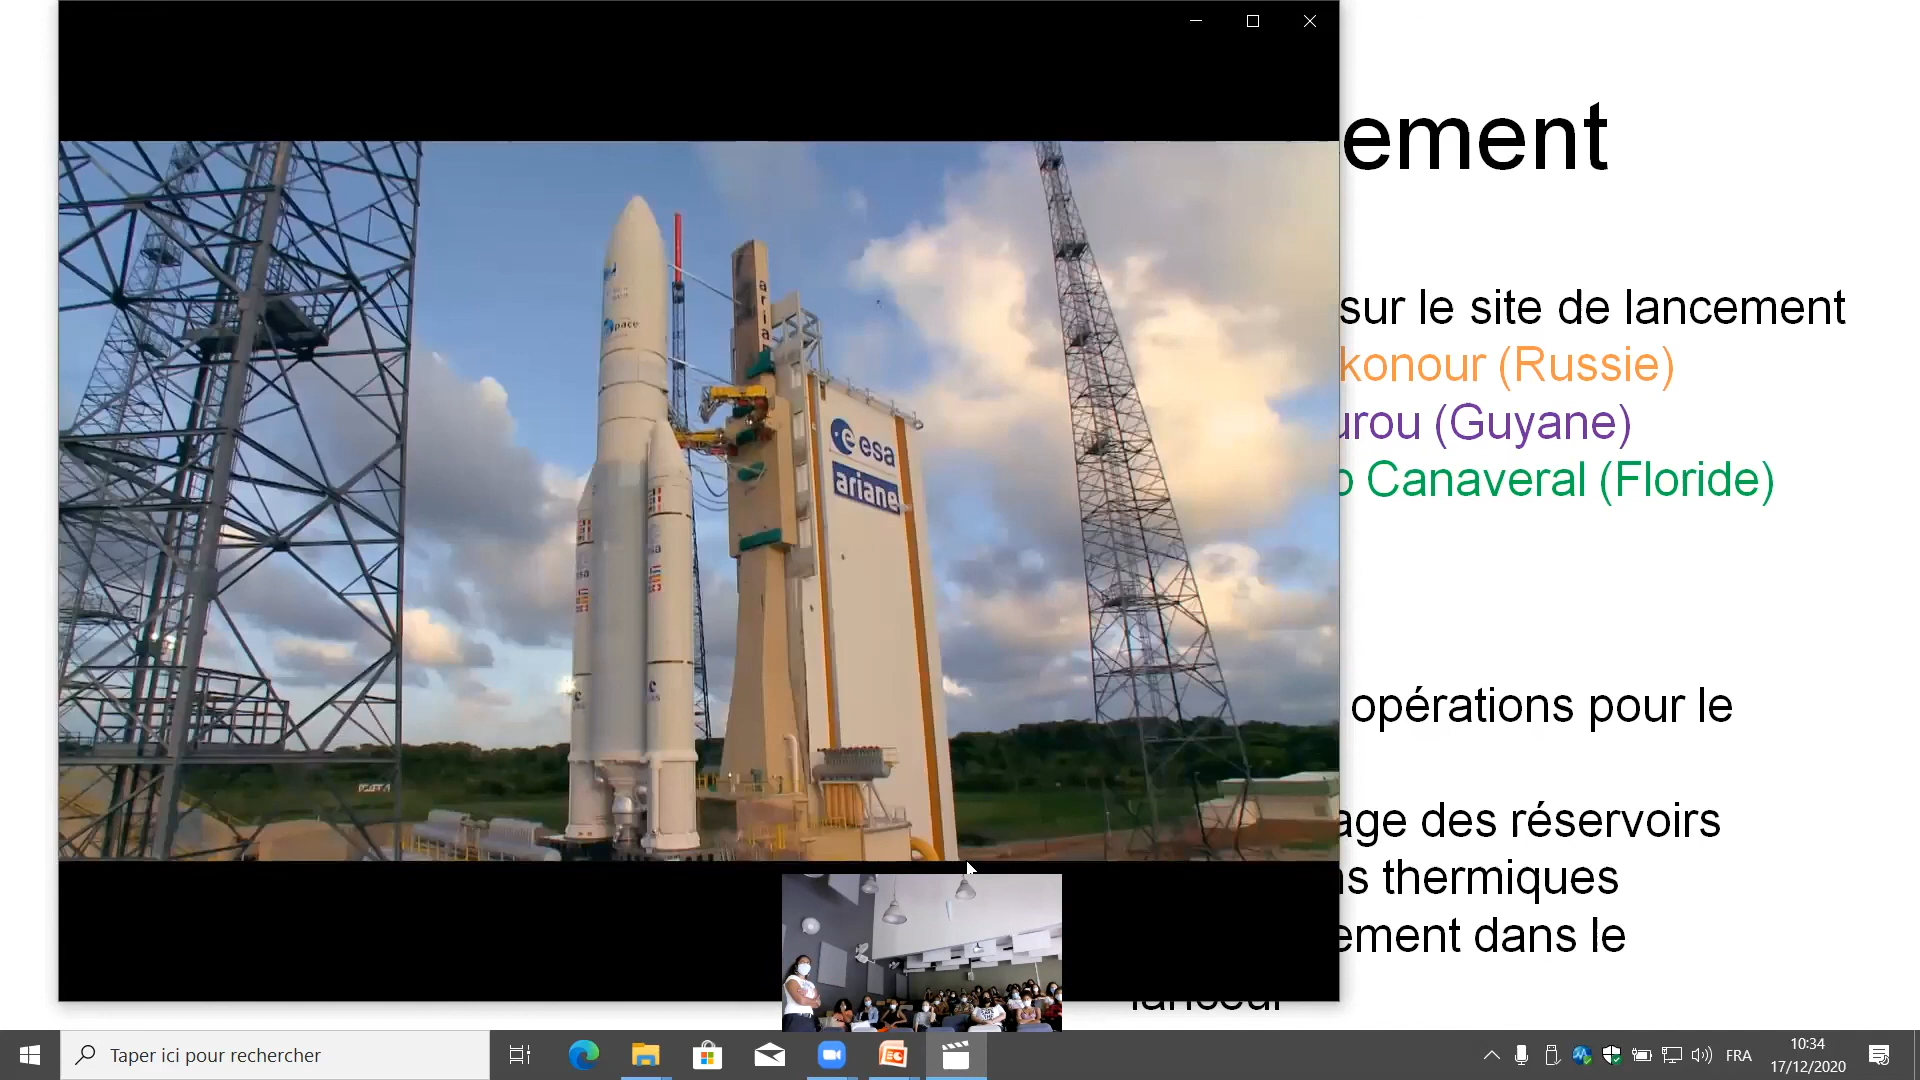 ement
sur le site de lancement
konour (Russie)
urou (Guyane)
Canaveral (Floride)
opérations pour le
age des réservoirs
thermiques
ement dans le
esa
ariane
Taper ici pour rechercher
FRA
10:34
17/12/2020